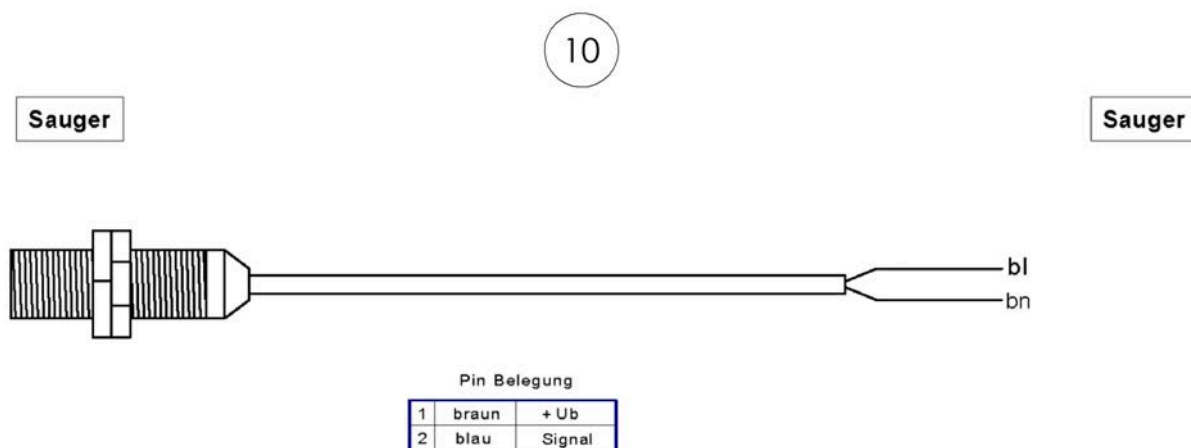 10
Sauger Sauger
bl
bn
Pin Belegung
1 braun + Ub
2 blau Signal